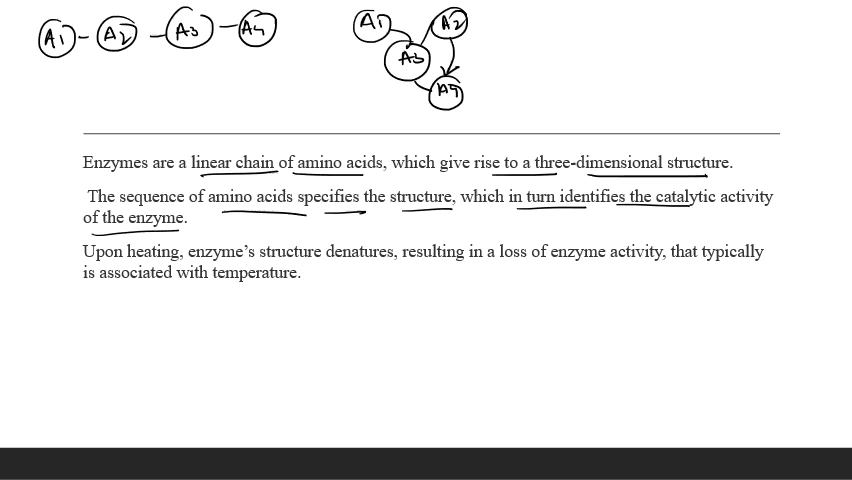 A1 - A2 - A3 - A4
A1 A2
A3
A4
Enzymes are a linear chain of amino acids, which give rise to a three-dimensional structure.
The sequence of amino acids specifies the structure, which in turn identifies the catalytic activity
of the enzyme.
Upon heating, enzyme’s structure denatures, resulting in a loss of enzyme activity, that typically
is associated with temperature.